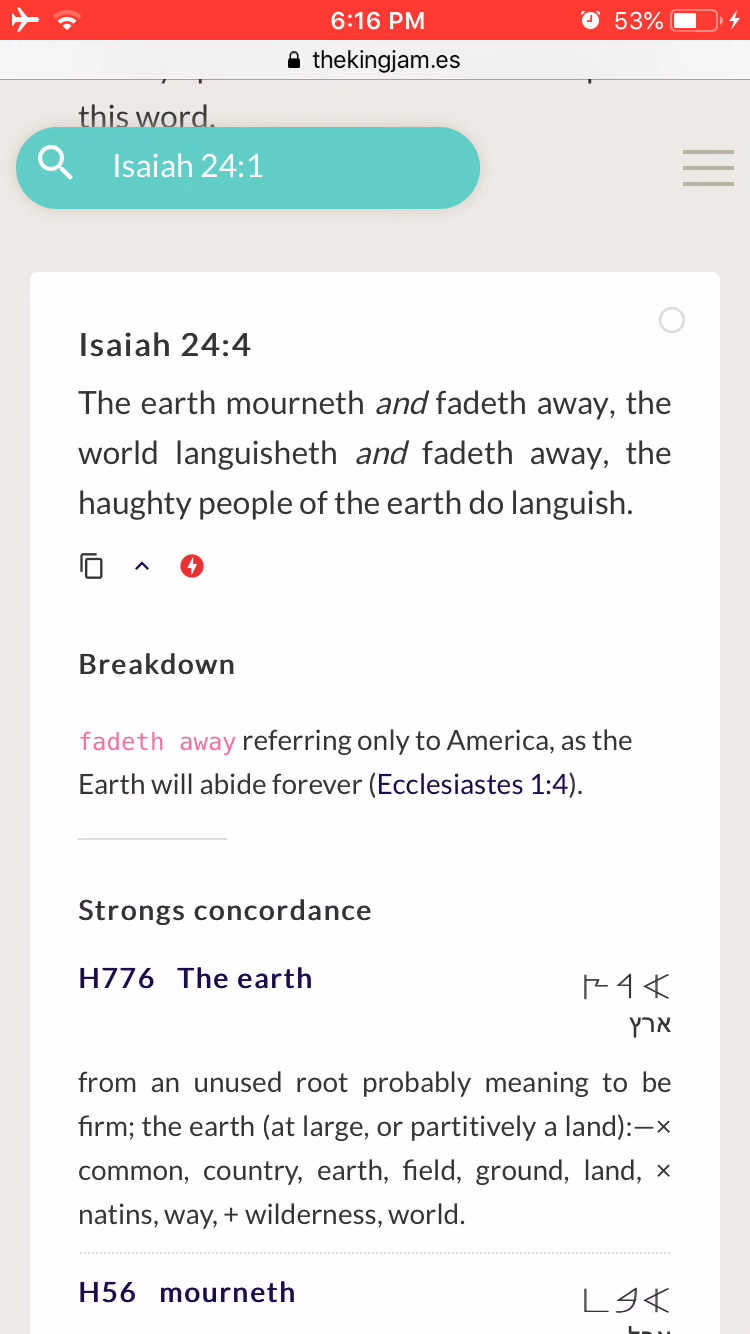 6:16 PM 53%
thekingjam.es
this word.
Isaiah 24:1
Isaiah 24:4
The earth mourneth and fadeth away, the
world languisheth and fadeth away, the
haughty people of the earth do languish.
Breakdown
fadeth away referring only to America, as the
Earth will abide forever (Ecclesiastes 1:4).
Strongs concordance
H776 The earth 𐤀𐤓𐤑
ארץ
from an unused root probably meaning to be
firm; the earth (at large, or partitively a land):—×
common, country, earth, field, ground, land, ×
natins, way, + wilderness, world.
H56 mourneth 𐤀𐤁𐤋